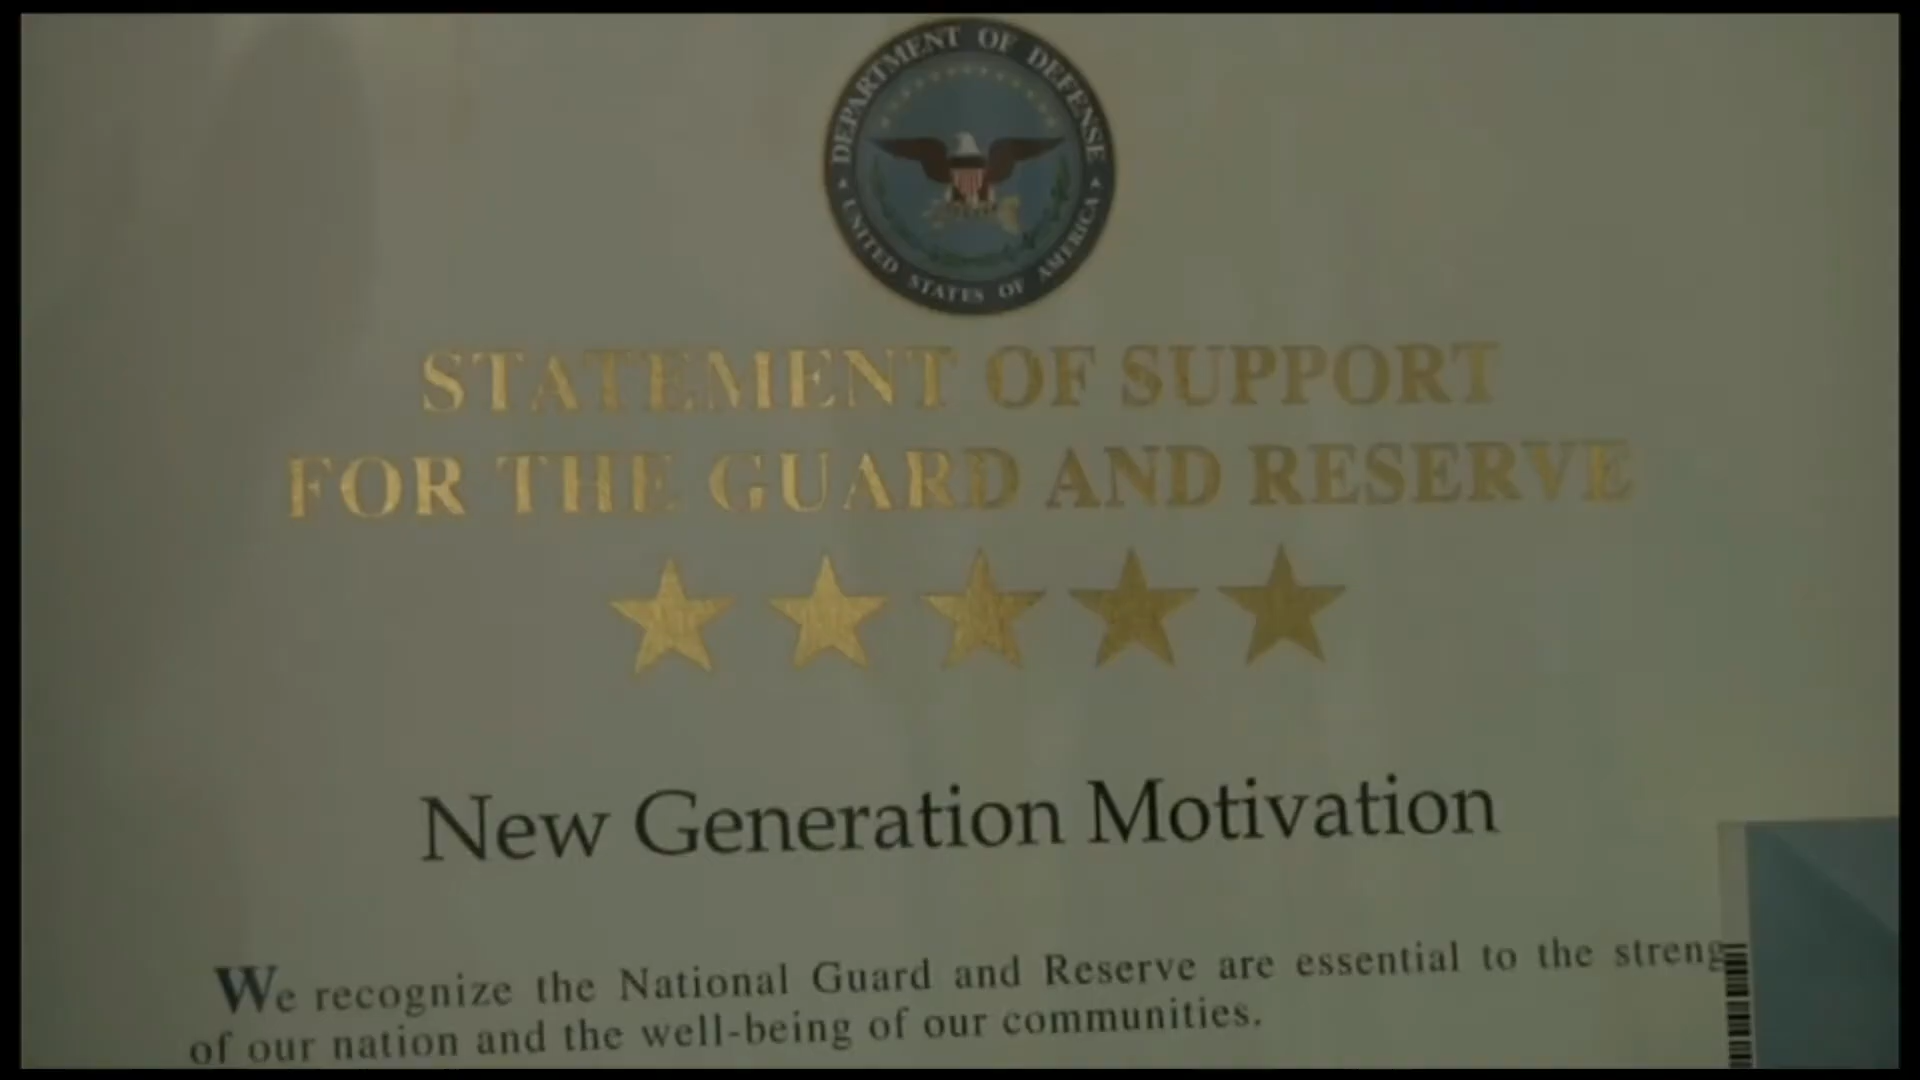 DEPARTMENT OF DEFENSE
UNITED STATES OF AMERICA
STATEMENT OF SUPPORT
FOR THE GUARD AND RESERVE
New Generation Motivation
We recognize the National Guard and Reserve are essential to the streng
of our nation and the well-being of our communities.